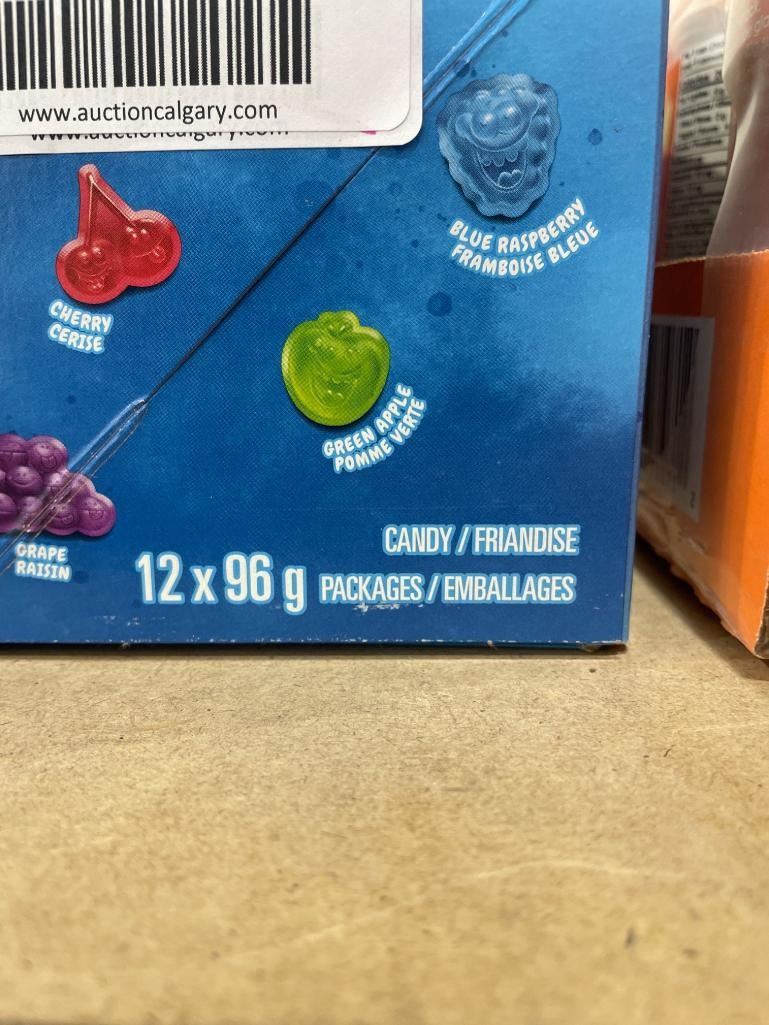 www.auctioncalgary.com
www.auctioncalgary.com
BLUE RASPBERRY
FRAMBOISE BLEUE
CHERRY
CERISE
GREEN APPLE
POMME VERTE
GRAPE
RAISIN
CANDY / FRIANDISE
12 x 96 g PACKAGES / EMBALLAGES